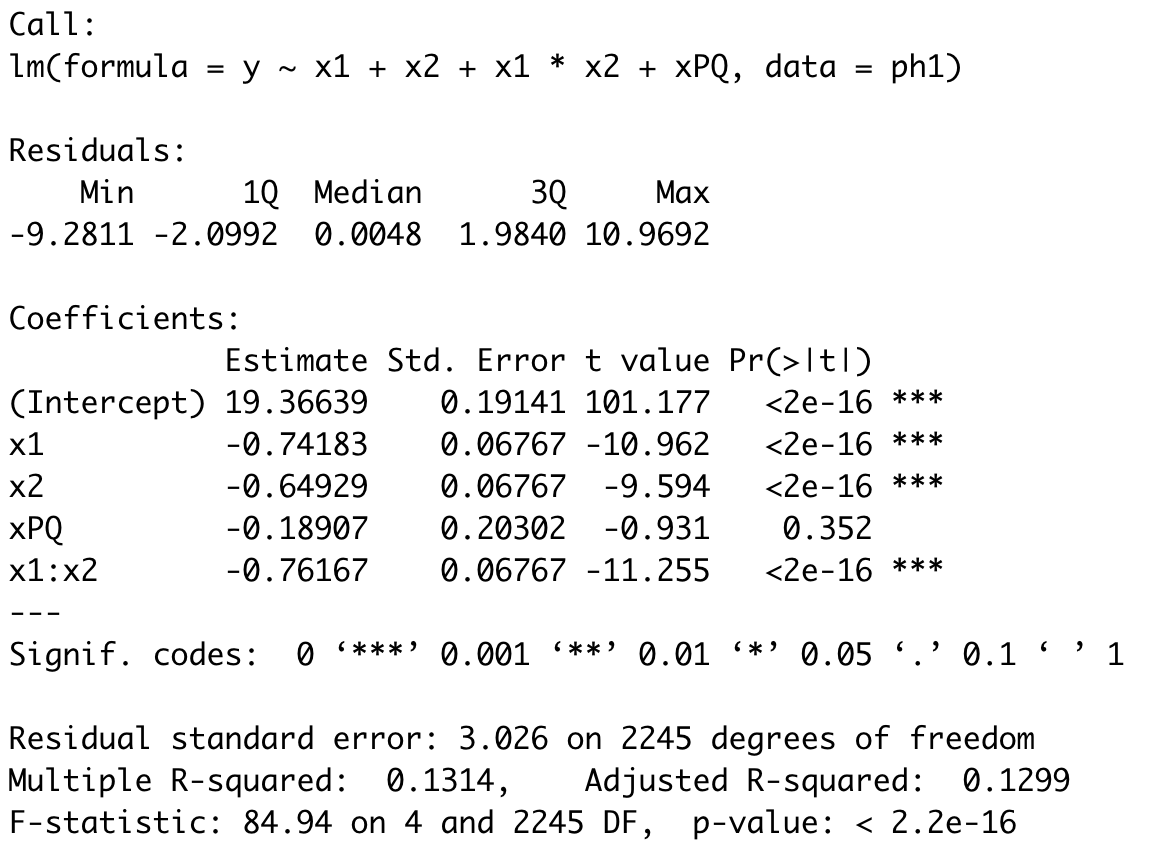 Call:
lm(formula = y ~ x1 + x2 + x1 * x2 + xPQ, data = ph1)
Residuals:
    Min      1Q  Median      3Q     Max
-9.2811 -2.0992  0.0048  1.9840 10.9692
Coefficients:
            Estimate Std. Error t value Pr(>|t|)
(Intercept) 19.36639    0.19141 101.177   <2e-16 ***
x1          -0.74183    0.06767 -10.962   <2e-16 ***
x2          -0.64929    0.06767  -9.594   <2e-16 ***
xPQ         -0.18907    0.20302  -0.931    0.352
x1:x2       -0.76167    0.06767 -11.255   <2e-16 ***
---
Signif. codes:  0 ‘***’ 0.001 ‘**’ 0.01 ‘*’ 0.05 ‘.’ 0.1 ‘ ’ 1
Residual standard error: 3.026 on 2245 degrees of freedom
Multiple R-squared:  0.1314,    Adjusted R-squared:  0.1299
F-statistic: 84.94 on 4 and 2245 DF,  p-value: < 2.2e-16